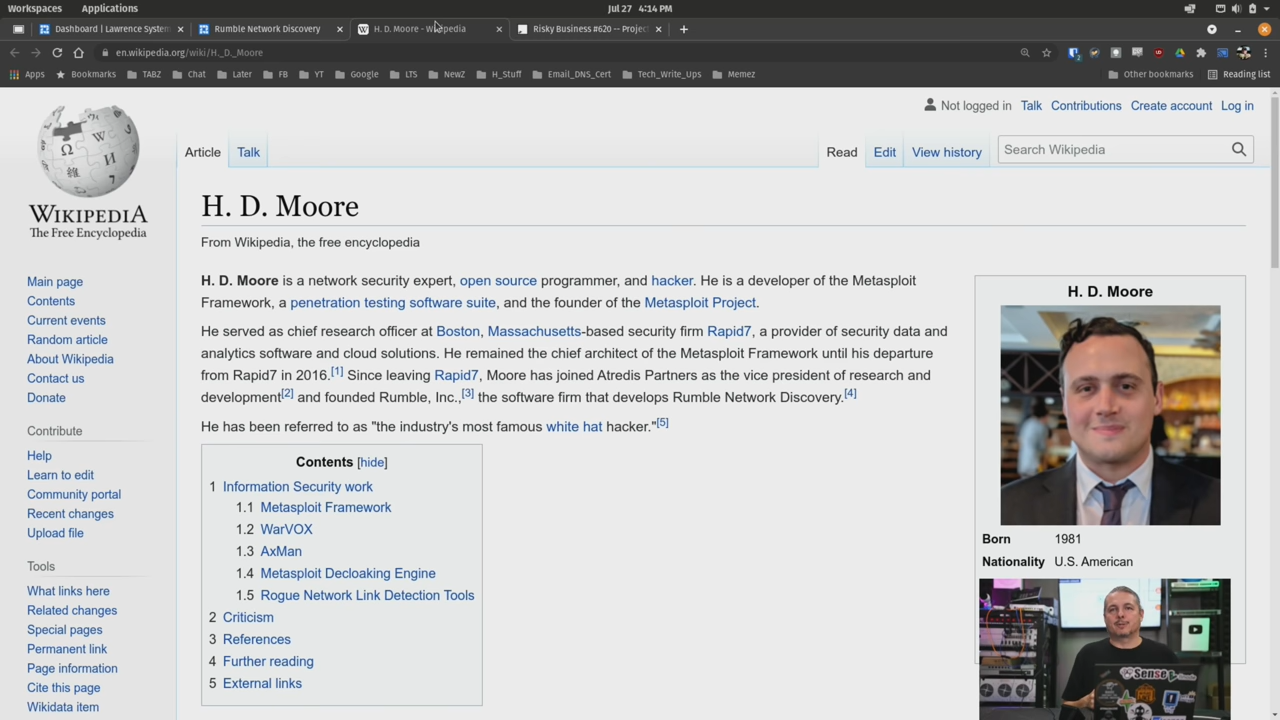 Workspaces Applications Jul 27 4:14 PM
Dashboard | Lawrence System Rumble Network Discovery H. D. Moore - Wikipedia Risky Business #620 -- Project
en.wikipedia.org/wiki/H._D._Moore
Apps Bookmarks TABZ Chat Later FB YT Google LTS NewZ H_Stuff Email_DNS_Cert Tech_Write_Ups Memez Other bookmarks Reading list
Not logged in Talk Contributions Create account Log in
Article Talk Read Edit View history Search Wikipedia
WIKIPEDIA
The Free Encyclopedia
Main page
Contents
Current events
Random article
About Wikipedia
Contact us
Donate
Contribute
Help
Learn to edit
Community portal
Recent changes
Upload file
Tools
What links here
Related changes
Special pages
Permanent link
Page information
Cite this page
Wikidata item
H. D. Moore
From Wikipedia, the free encyclopedia
H. D. Moore is a network security expert, open source programmer, and hacker. He is a developer of the Metasploit
Framework, a penetration testing software suite, and the founder of the Metasploit Project.
He served as chief research officer at Boston, Massachusetts-based security firm Rapid7, a provider of security data and
analytics software and cloud solutions. He remained the chief architect of the Metasploit Framework until his departure
from Rapid7 in 2016.[1] Since leaving Rapid7, Moore has joined Atredis Partners as the vice president of research and
development[2] and founded Rumble, Inc.,[3] the software firm that develops Rumble Network Discovery.[4]
He has been referred to as "the industry's most famous white hat hacker."[5]
Contents [hide]
1 Information Security work
1.1 Metasploit Framework
1.2 WarVOX
1.3 AxMan
1.4 Metasploit Decloaking Engine
1.5 Rogue Network Link Detection Tools
2 Criticism
3 References
4 Further reading
5 External links
H. D. Moore
Born 1981
Nationality U.S. American
Sense